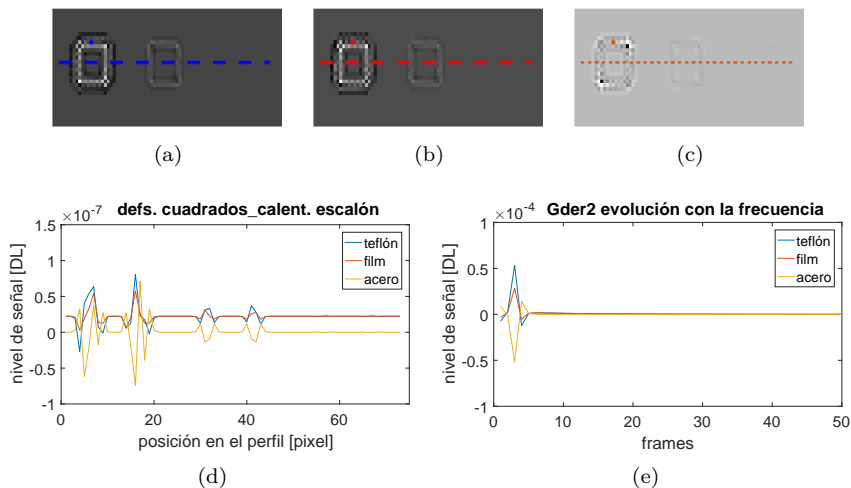 (a)
(b)
(c)
×10-7
defs. cuadrados_calent. escalón
1.5
1
0.5
0
-0.5
-1
nivel de señal [DL]
teflón
film
acero
0
20
40
60
posición en el perfil [pixel]
(d)
×10-4
Gder2 evolución con la frecuencia
1
0.5
0
-0.5
-1
nivel de señal [DL]
teflón
film
acero
0
10
20
30
40
50
frames
(e)